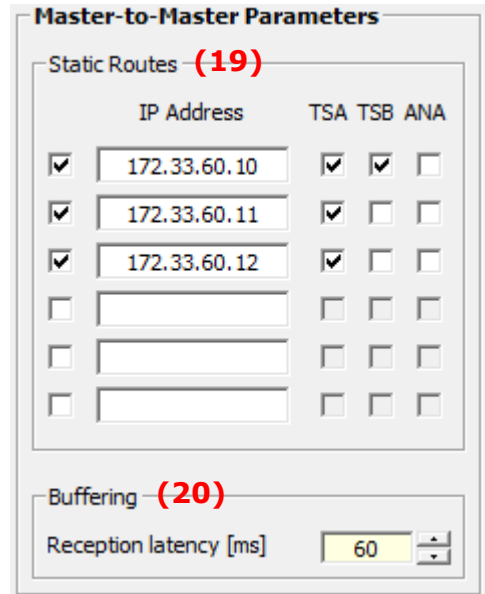 Master-to-Master Parameters
Static Routes (19)
IP Address TSA TSB ANA
172.33.60.10
172.33.60.11
172.33.60.12
Buffering (20)
Reception latency [ms] 60